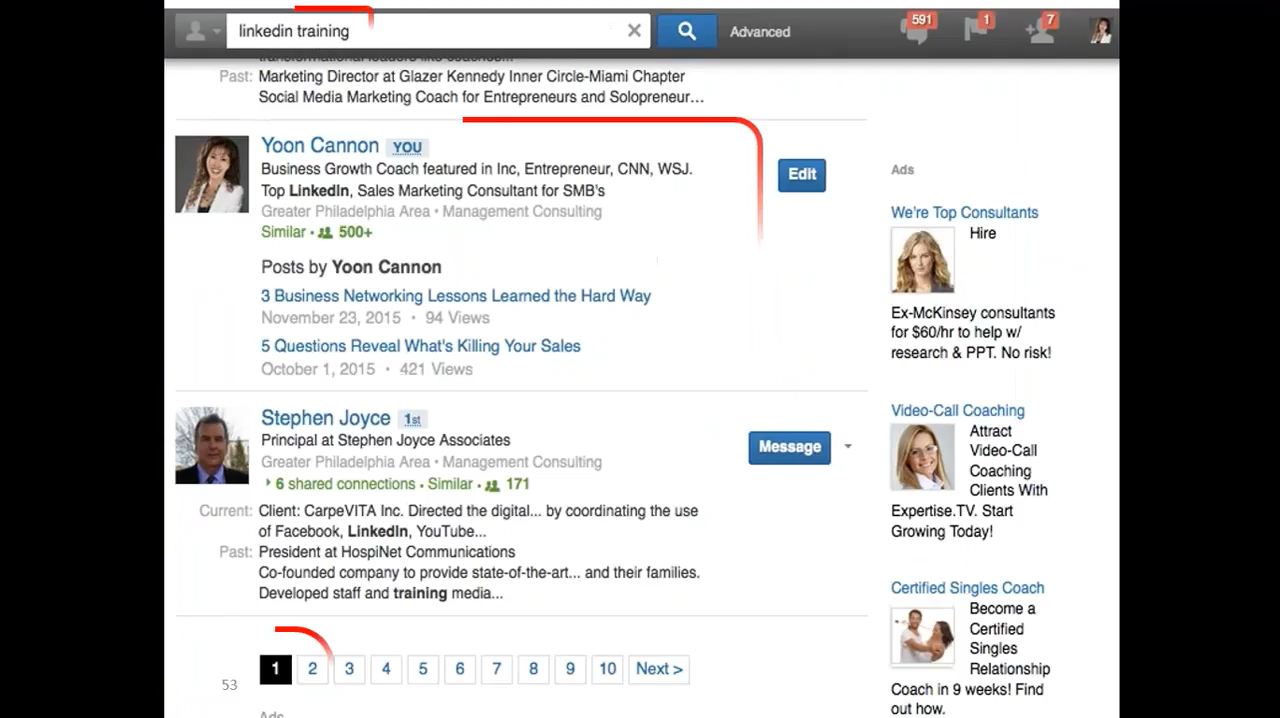 linkedin training
Advanced
591
1
7
transformational leaders like coaches...
Past: Marketing Director at Glazer Kennedy Inner Circle-Miami Chapter
Social Media Marketing Coach for Entrepreneurs and Solopreneur...
Yoon Cannon YOU
Edit
Business Growth Coach featured in Inc, Entrepreneur, CNN, WSJ.
Top LinkedIn, Sales Marketing Consultant for SMB's
Greater Philadelphia Area • Management Consulting
Similar • 500+
Posts by Yoon Cannon
3 Business Networking Lessons Learned the Hard Way
November 23, 2015 • 94 Views
5 Questions Reveal What's Killing Your Sales
October 1, 2015 • 421 Views
Stephen Joyce 1st
Message
Principal at Stephen Joyce Associates
Greater Philadelphia Area • Management Consulting
6 shared connections • Similar • 171
Current: Client: CarpeVITA Inc. Directed the digital... by coordinating the use
of Facebook, LinkedIn, YouTube...
Past: President at HospiNet Communications
Co-founded company to provide state-of-the-art... and their families.
Developed staff and training media...
1 2 3 4 5 6 7 8 9 10 Next >
53
Ads
Ads
We're Top Consultants
Hire
Ex-McKinsey consultants
for $60/hr to help w/
research & PPT. No risk!
Video-Call Coaching
Attract
Video-Call
Coaching
Clients With
Expertise.TV. Start
Growing Today!
Certified Singles Coach
Become a
Certified
Singles
Relationship
Coach in 9 weeks! Find
out how.